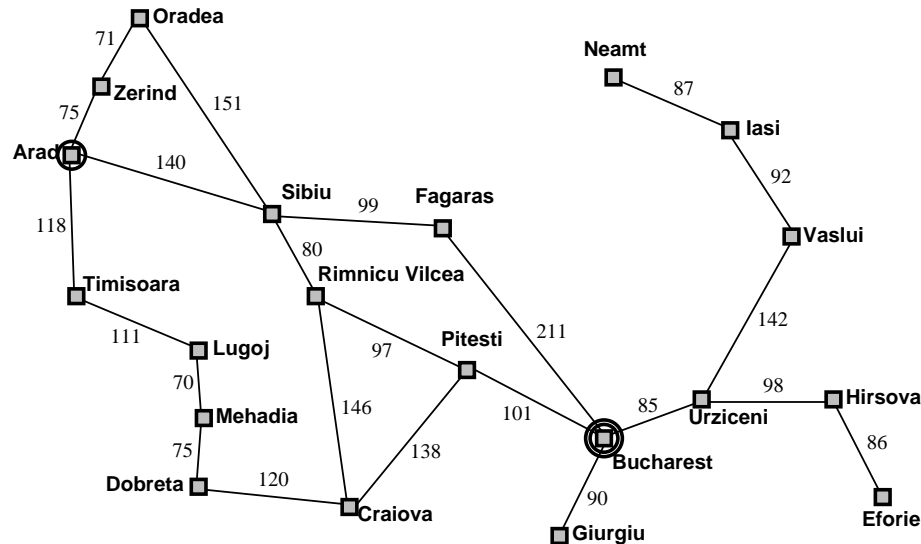 Oradea
71
Neamt
Zerind
87
151
75
Iasi
Arad
140
92
Sibiu
Fagaras
99
118
Vaslui
80
Timisoara
Rimnicu Vilcea
142
111
Lugoj
97
Pitesti
211
70
98
Hirsova
Mehadia
146
101
85
Urziceni
75
138
86
Bucharest
Dobreta
120
90
Craiova
Eforie
Giurgiu